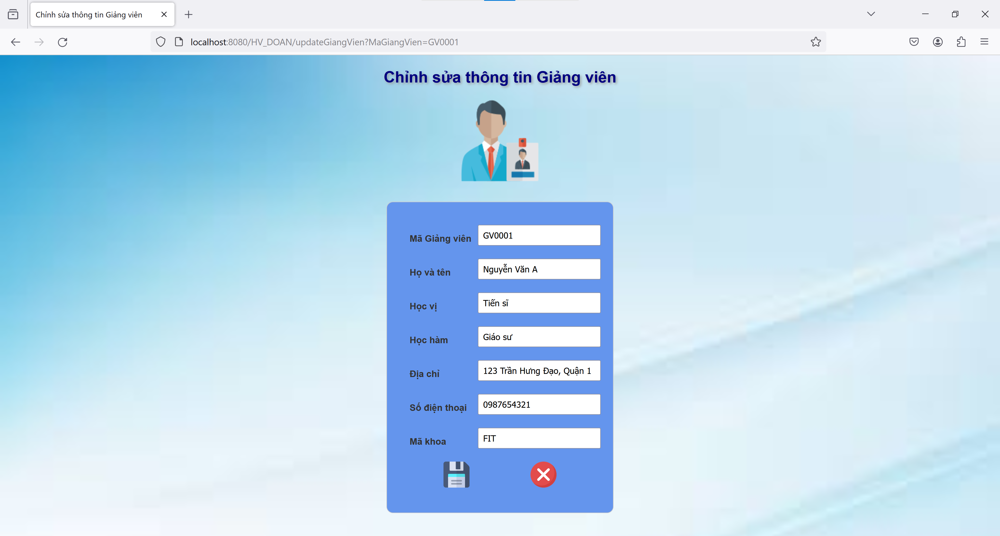 Chỉnh sửa thông tin Giảng viên
localhost:8080/HV_DOAN/updateGiangVien?MaGiangVien=GV0001
Chỉnh sửa thông tin Giảng viên
Mã Giảng viên GV0001
Họ và tên Nguyễn Văn A
Học vị Tiến sĩ
Học hàm Giáo sư
Địa chỉ 123 Trần Hưng Đạo, Quận 1
Số điện thoại 0987654321
Mã khoa FIT